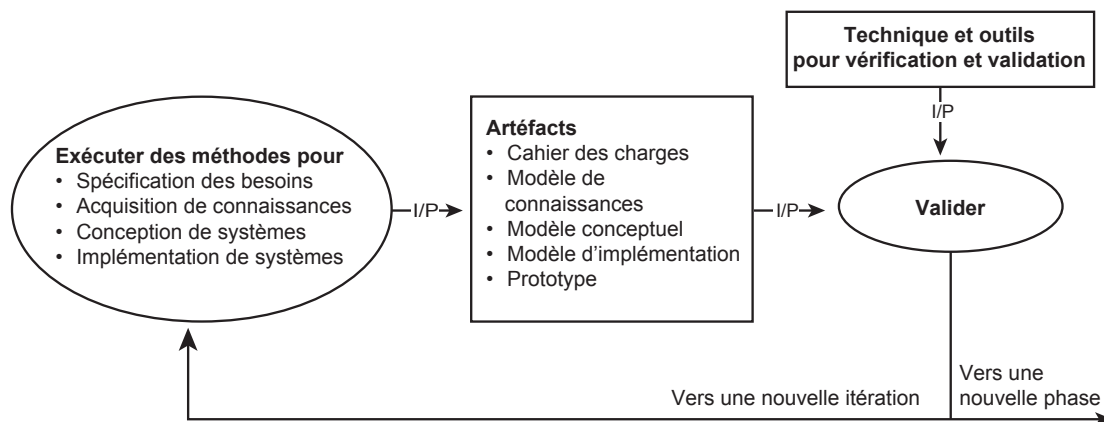 Technique et outils
pour vérification et validation
I/P
Exécuter des méthodes pour
• Spécification des besoins
• Acquisition de connaissances
• Conception de systèmes
• Implémentation de systèmes
I/P
Artéfacts
• Cahier des charges
• Modèle de
connaissances
• Modèle conceptuel
• Modèle d'implémentation
• Prototype
I/P
Valider
Vers une nouvelle itération
Vers une
nouvelle phase